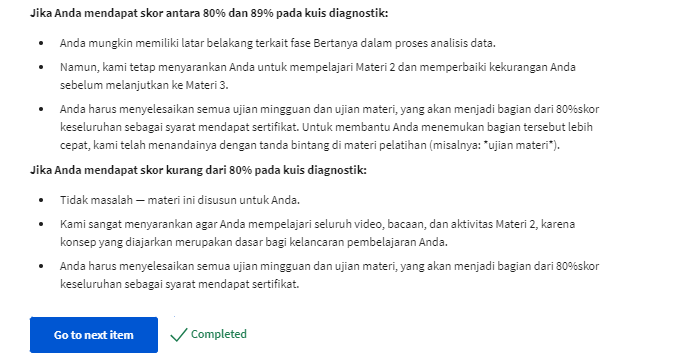 Jika Anda mendapat skor antara 80% dan 89% pada kuis diagnostik:
• Anda mungkin memiliki latar belakang terkait fase Bertanya dalam proses analisis data.
• Namun, kami tetap menyarankan Anda untuk mempelajari Materi 2 dan memperbaiki kekurangan Anda
sebelum melanjutkan ke Materi 3.
• Anda harus menyelesaikan semua ujian mingguan dan ujian materi, yang akan menjadi bagian dari 80%skor
keseluruhan sebagai syarat mendapat sertifikat. Untuk membantu Anda menemukan bagian tersebut lebih
cepat, kami telah menandainya dengan tanda bintang di materi pelatihan (misalnya: *ujian materi*).
Jika Anda mendapat skor kurang dari 80% pada kuis diagnostik:
• Tidak masalah — materi ini disusun untuk Anda.
• Kami sangat menyarankan agar Anda mempelajari seluruh video, bacaan, dan aktivitas Materi 2, karena
konsep yang diajarkan merupakan dasar bagi kelancaran pembelajaran Anda.
• Anda harus menyelesaikan semua ujian mingguan dan ujian materi, yang akan menjadi bagian dari 80%skor
keseluruhan sebagai syarat mendapat sertifikat.
Go to next item
Completed